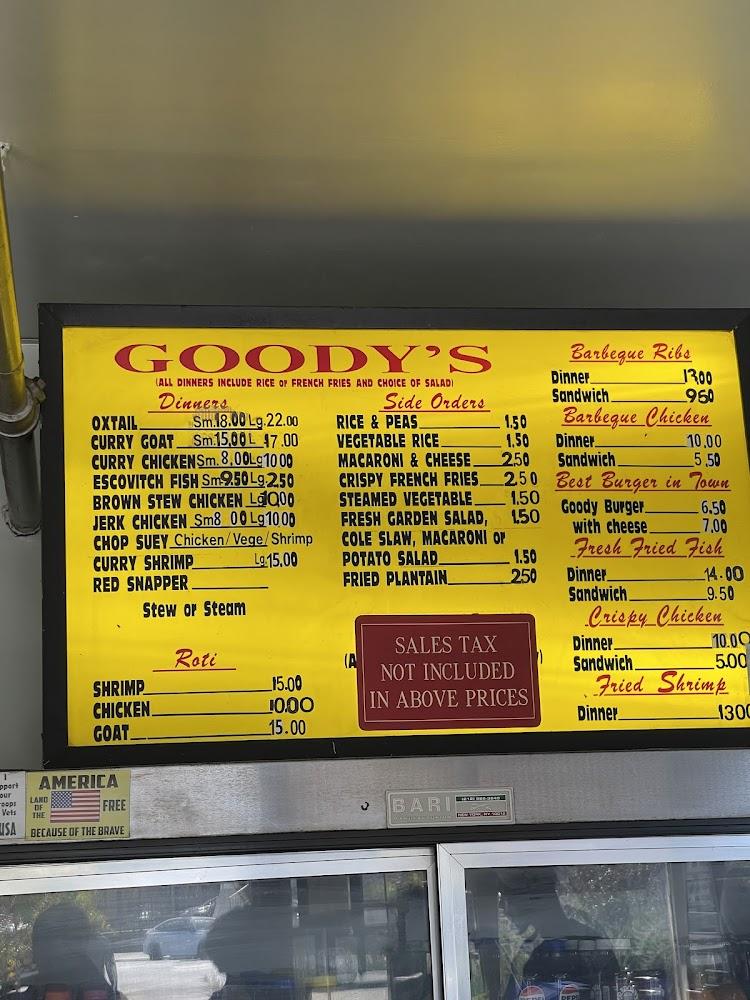 GOODY'S
(ALL DINNERS INCLUDE RICE or FRENCH FRIES AND CHOICE OF SALAD)
Dinners
OXTAIL Sm.18.00 Lg.22.00
CURRY GOAT Sm.15.00 L 17.00
CURRY CHICKEN Sm.8.00 Lg 10 00
ESCOVITCH FISH Sm.9.50 Lg 2.50
BROWN STEW CHICKEN Lg 10.00
JERK CHICKEN Sm8 00 Lg 1000
CHOP SUEY Chicken/Vege/Shrimp
CURRY SHRIMP Lg.15.00
RED SNAPPER
Stew or Steam
Roti
SHRIMP 15.00
CHICKEN 10.00
GOAT 15.00
Side Orders
RICE & PEAS 1.50
VEGETABLE RICE 1.50
MACARONI & CHEESE 2.50
CRISPY FRENCH FRIES 2.50
STEAMED VEGETABLE 1.50
FRESH GARDEN SALAD, 1.50
COLE SLAW, MACARONI or
POTATO SALAD 1.50
FRIED PLANTAIN 2.50
(A )
SALES TAX
NOT INCLUDED
IN ABOVE PRICES
Barbeque Ribs
Dinner 13.00
Sandwich 9.50
Barbeque Chicken
Dinner 10.00
Sandwich 5.50
Best Burger in Town
Goody Burger 6.50
with cheese 7.00
Fresh Fried Fish
Dinner 14.00
Sandwich 9.50
Crispy Chicken
Dinner 10.00
Sandwich 5.00
Fried Shrimp
Dinner 1300
AMERICA
LAND OF THE FREE
BECAUSE OF THE BRAVE
USA
BARI